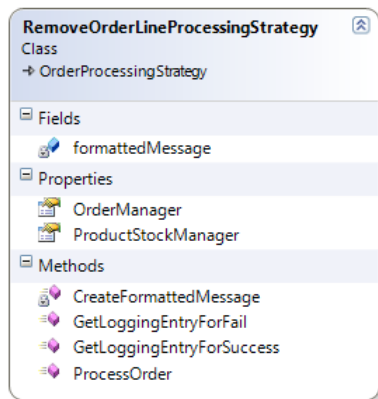 RemoveOrderLineProcessingStrategy
Class
OrderProcessingStrategy
Fields
formattedMessage
Properties
OrderManager
ProductStockManager
Methods
CreateFormattedMessage
GetLoggingEntryForFail
GetLoggingEntryForSuccess
ProcessOrder